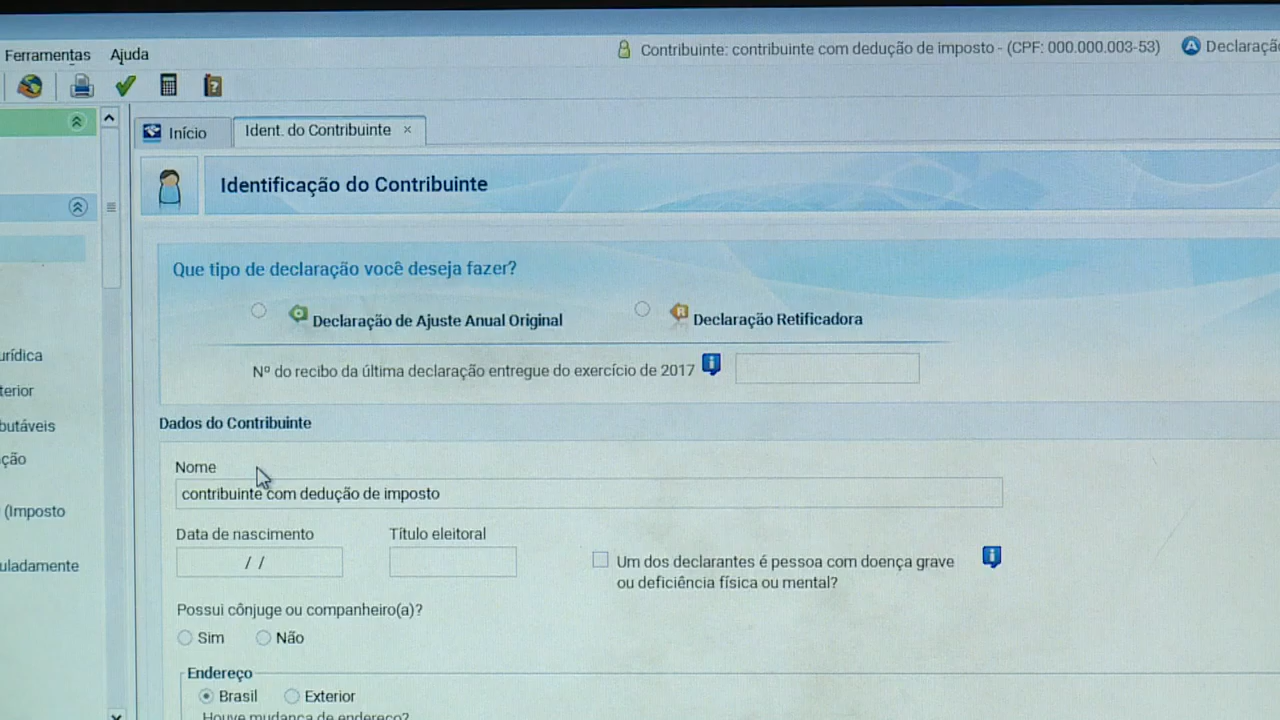 Ferramentas Ajuda
Contribuinte: contribuinte com dedução de imposto - (CPF: 000.000.003-53) Declaraçã
Início Ident. do Contribuinte ×
Identificação do Contribuinte
Que tipo de declaração você deseja fazer?
Declaração de Ajuste Anual Original Declaração Retificadora
Nº do recibo da última declaração entregue do exercício de 2017
Dados do Contribuinte
Nome
contribuinte com dedução de imposto
Data de nascimento Título eleitoral
/ /
Um dos declarantes é pessoa com doença grave
ou deficiência física ou mental?
Possui cônjuge ou companheiro(a)?
Sim Não
Endereço
Brasil Exterior
Houve mudança de endereço?
urídica
terior
butáveis
ção
(Imposto
uladamente